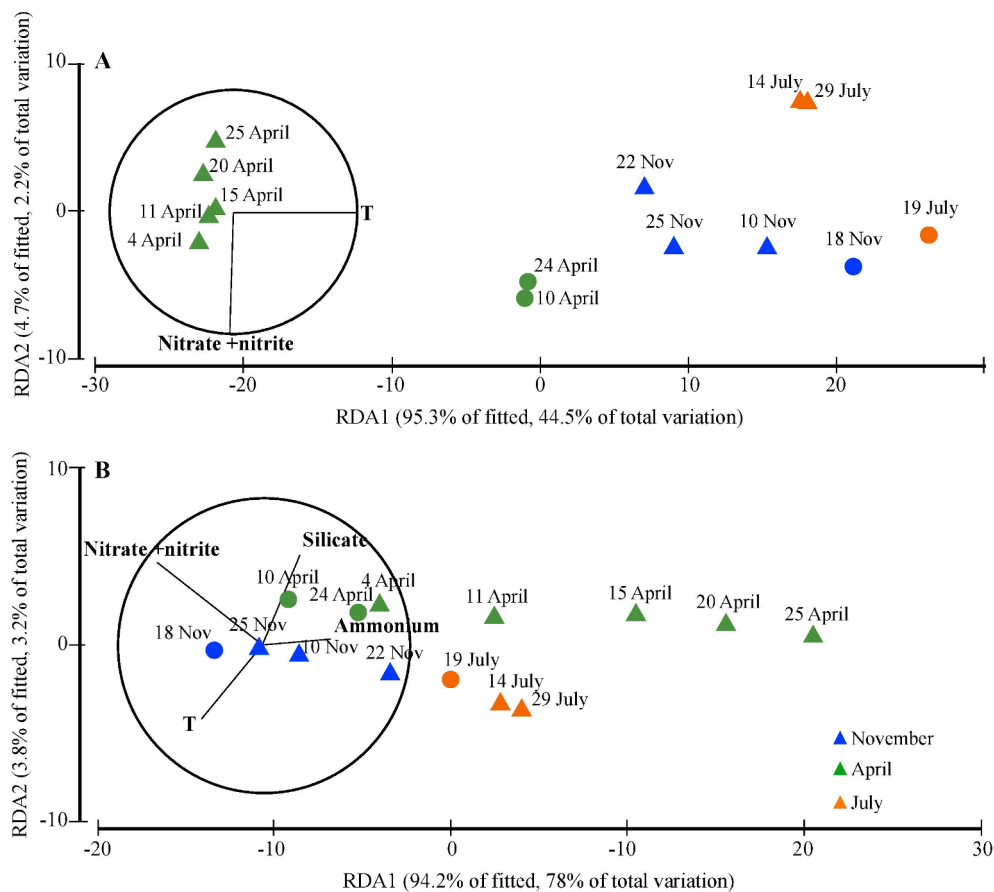 A
10
0
-10
RDA2 (4.7% of fitted, 2.2% of total variation)
25 April
20 April
15 April
11 April
4 April
T
Nitrate +nitrite
14 July
29 July
22 Nov
25 Nov
10 Nov
18 Nov
19 July
24 April
10 April
-30
-20
-10
0
10
20
RDA1 (95.3% of fitted, 44.5% of total variation)
B
10
0
-10
RDA2 (3.8% of fitted, 3.2% of total variation)
Nitrate +nitrite
Silicate
10 April
24 April
4 April
Ammonium
18 Nov
25 Nov
10 Nov
22 Nov
T
11 April
15 April
20 April
25 April
19 July
14 July
29 July
November
April
July
-20
-10
0
10
20
30
RDA1 (94.2% of fitted, 78% of total variation)